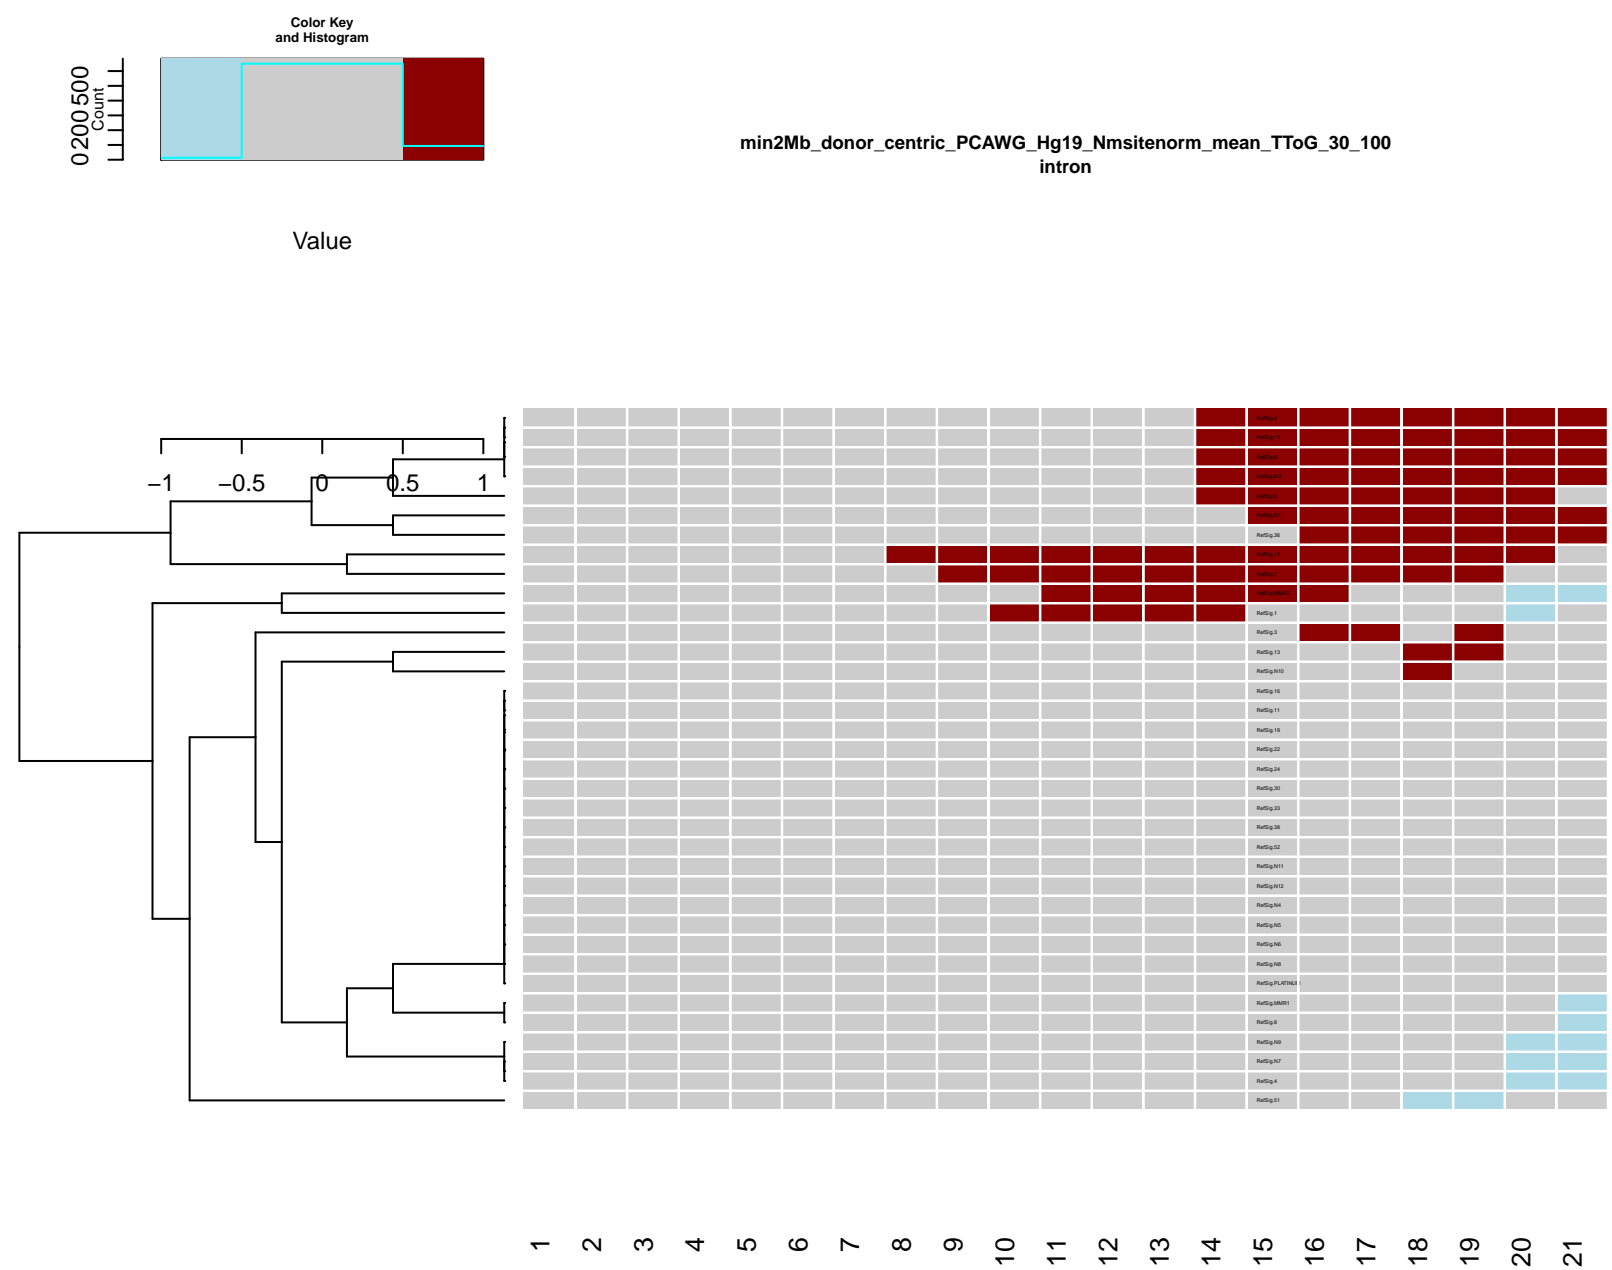 Color Key
and Histogram
0 200 500
Count
min2Mb_donor_centric_PCAWG_Hg19_Nmsitenorm_mean_TToG_30_100
intron
Value
−1 −0.5 0 0.5 1
RefSig.36
RefSig.1
RefSig.3
RefSig.13
RefSig.N10
RefSig.16
RefSig.11
RefSig.19
RefSig.22
RefSig.24
RefSig.30
RefSig.33
RefSig.38
RefSig.52
RefSig.N11
RefSig.N12
RefSig.N4
RefSig.N5
RefSig.N6
RefSig.N8
RefSig.MMR1
RefSig.8
RefSig.N9
RefSig.N7
RefSig.4
RefSig.51
1 2 3 4 5 6 7 8 9 10 11 12 13 14 15 16 17 18 19 20 21